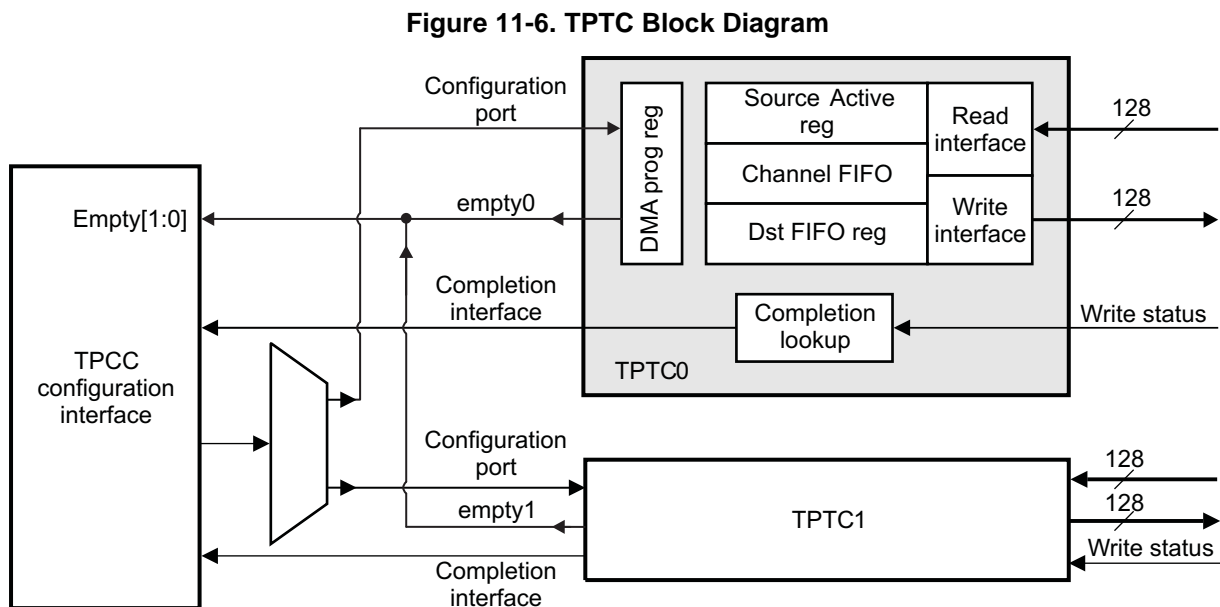 Figure 11-6. TPTC Block Diagram
Configuration
port
DMA prog reg
Source Active
reg
Read
interface
128
Channel FIFO
Empty[1:0]
empty0
Dst FIFO reg
Write
interface
128
Completion
interface
Completion
lookup
Write status
TPTC0
TPCC
configuration
interface
Configuration
port
128
empty1
TPTC1
128
Write status
Completion
interface